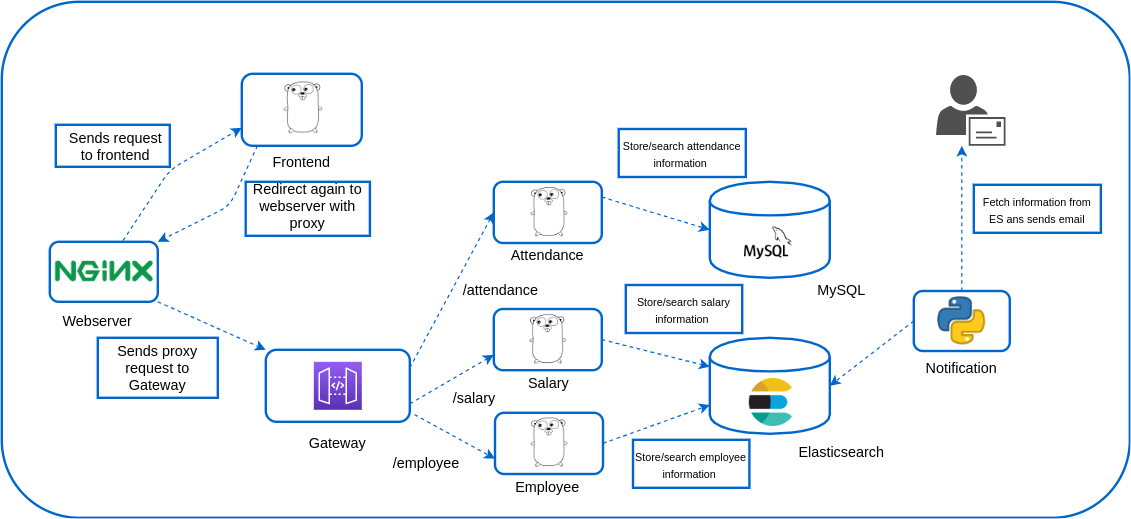 Sends request
to frontend
Frontend
Redirect again to
webserver with
proxy
NGiNX
Webserver
Sends proxy
request to
Gateway
Gateway
/attendance
/salary
/employee
Attendance
Salary
Employee
Store/search attendance
information
MySQL
MySQL
Store/search salary
information
Elasticsearch
Store/search employee
information
Fetch information from
ES ans sends email
Notification